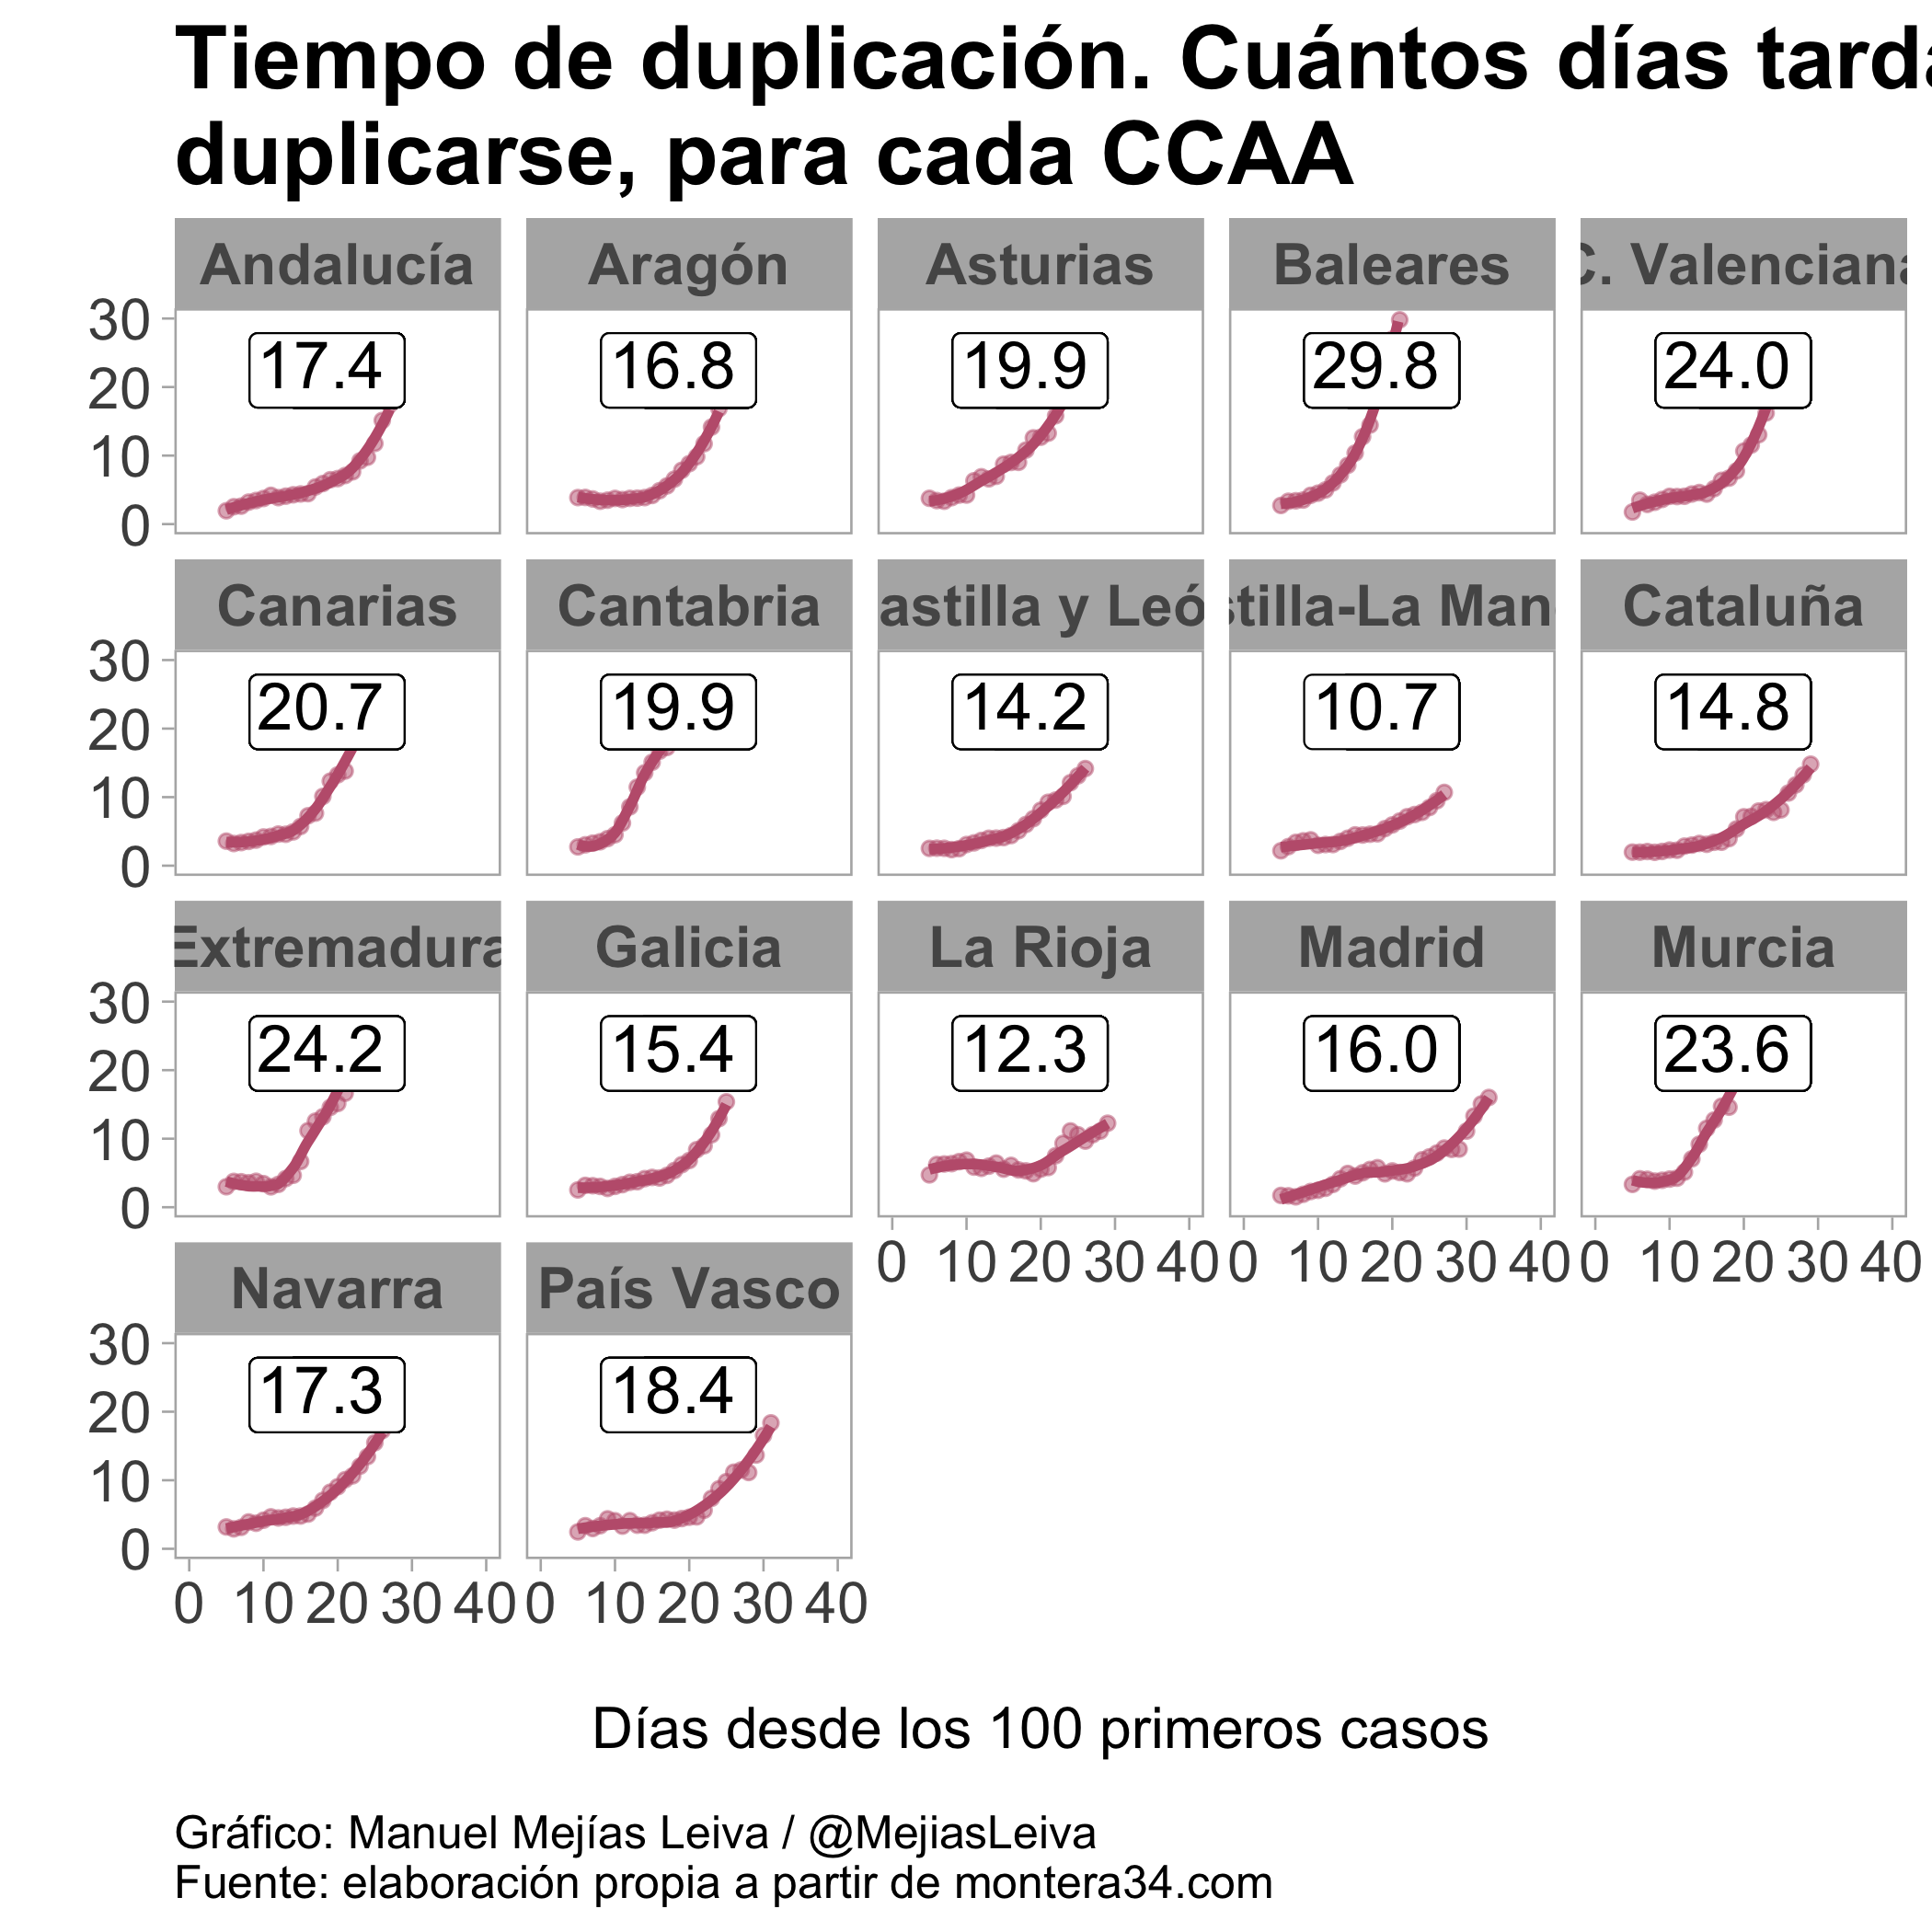 Tiempo de duplicación. Cuántos días tarda
duplicarse, para cada CCAA
Andalucía Aragón Asturias Baleares C. Valenciana
30
20
10
0
17.4 16.8 19.9 29.8 24.0
Canarias Cantabria astilla y Leó stilla-La Man Cataluña
30
20
10
0
20.7 19.9 14.2 10.7 14.8
Extremadura Galicia La Rioja Madrid Murcia
30
20
10
0
24.2 15.4 12.3 16.0 23.6
0 10 20 30 40 0 10 20 30 40 0 10 20 30 40
Navarra País Vasco
30
20
10
0
17.3 18.4
0 10 20 30 40 0 10 20 30 40
Días desde los 100 primeros casos
Gráfico: Manuel Mejías Leiva / @MejiasLeiva
Fuente: elaboración propia a partir de montera34.com